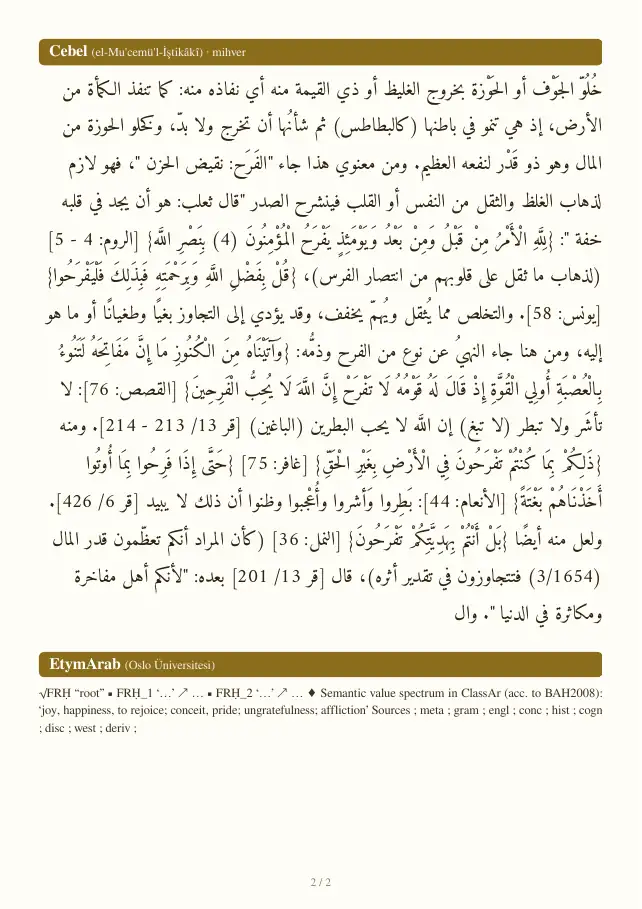 Cebel (el-Mu'cemü'l-İştikâkî) · mihver
خُلُوّ الجَوْف أو الحَوْزة بخروج الغليظ أو ذي القيمة منه أي نفاذه منه: كما تنفذ الكمأة من
الأرض، إذ هي تنمو في باطنها (كالبطاطس) ثم شأنُها أن تخرج ولا بدّ، وكخلو الحوزة من
المال وهو ذو قَدْر لنفعه العظيم. ومن معنوي هذا جاء "الفَرَح: نقيض الحزن "، فهو لازم
لذهاب الغلظ والثقل من النفس أو القلب فينشرح الصدر "قال ثعلب: هو أن يجد في قلبه
خفة ": {لِلَّهِ الْأَمْرُ مِنْ قَبْلُ وَمِنْ بَعْدُ وَيَوْمَئِذٍ يَفْرَحُ الْمُؤْمِنُونَ (4) بِنَصْرِ اللَّهِ} [الروم: 4 - 5]
(لذهاب ما ثقل على قلوبهم من انتصار الفرس)، {قُلْ بِفَضْلِ اللَّهِ وَبِرَحْمَتِهِ فَبِذَلِكَ فَلْيَفْرَحُوا}
[يونس: 58]. والتخلص مما يُثقل ويُهمّ يخفف، وقد يؤدي إلى التجاوز بغيًا وطغيانًا أو ما هو
إليه، ومن هنا جاء النهيُ عن نوع من الفرح وذمُّه: {وَآتَيْنَاهُ مِنَ الْكُنُوزِ مَا إِنَّ مَفَاتِحَهُ لَتَنُوءُ
بِالْعُصْبَةِ أُولِي الْقُوَّةِ إِذْ قَالَ لَهُ قَوْمُهُ لَا تَفْرَحْ إِنَّ اللَّهَ لَا يُحِبُّ الْفَرِحِينَ} [القصص: 76]: لا
تأشَر ولا تبطر (لا تبغ) إن الله لا يحب البطرين (الباغين) [قر 13/ 213 - 214]. ومنه
{ذَلِكُمْ بِمَا كُنْتُمْ تَفْرَحُونَ فِي الْأَرْضِ بِغَيْرِ الْحَقِّ} [غافر: 75] {حَتَّى إِذَا فَرِحُوا بِمَا أُوتُوا
أَخَذْنَاهُمْ بَغْتَةً} [الأنعام: 44]: بَطِروا وَأشروا وأُعْجبوا وظنوا أن ذلك لا يبيد [قر 6/ 426].
ولعل منه أيضًا {بَلْ أَنْتُمْ بِهَدِيَّتِكُمْ تَفْرَحُونَ} [النمل: 36] (كأن المراد أنكم تعظّمون قدر المال
(3/1654) فتتجاوزون في تقدير أثره)، قال [قر 13/ 201] بعده: "لأنكم أهل مفاخرة
ومكاثرة في الدنيا ". وال
EtymArab (Oslo Üniversitesi)
√FRḤ “root” ▪ FRḤ_1 ‘…’ ↗ … ▪ FRḤ_2 ‘…’ ↗ … ♦ Semantic value spectrum in ClassAr (acc. to BAH2008):
‘joy, happiness, to rejoice; conceit, pride; ungratefulness; affliction’ Sources ; meta ; gram ; engl ; conc ; hist ; cogn
; disc ; west ; deriv ;
2 / 2